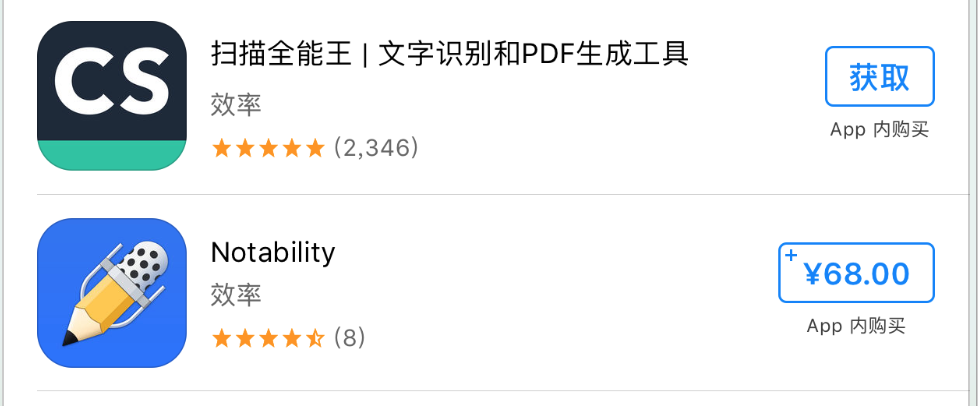 CS
扫描全能王 | 文字识别和PDF生成工具
效率
(2,346)
获取
App 内购买
Notability
效率
(8)
+
¥68.00
App 内购买